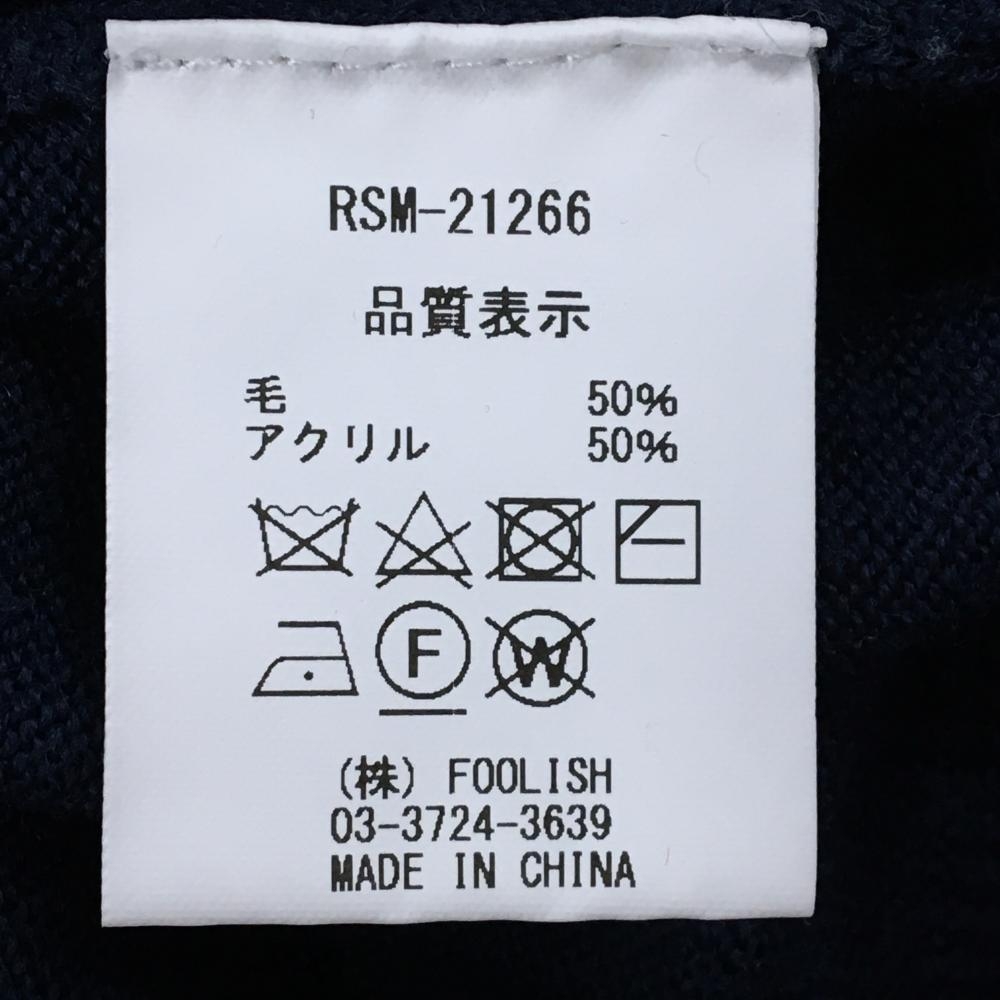 RSM-21266
品質表示
毛 50%
アクリル 50%
F W
(株) FOOLISH
03-3724-3639
MADE IN CHINA